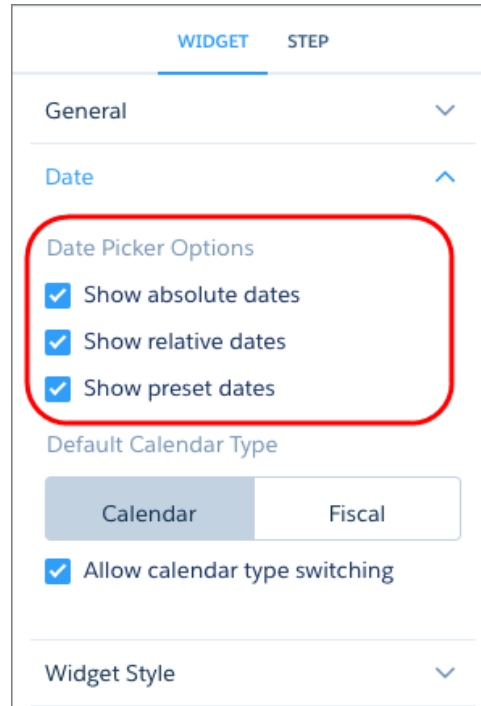 WIDGET STEP
General
Date
Date Picker Options
Show absolute dates
Show relative dates
Show preset dates
Default Calendar Type
Calendar Fiscal
Allow calendar type switching
Widget Style